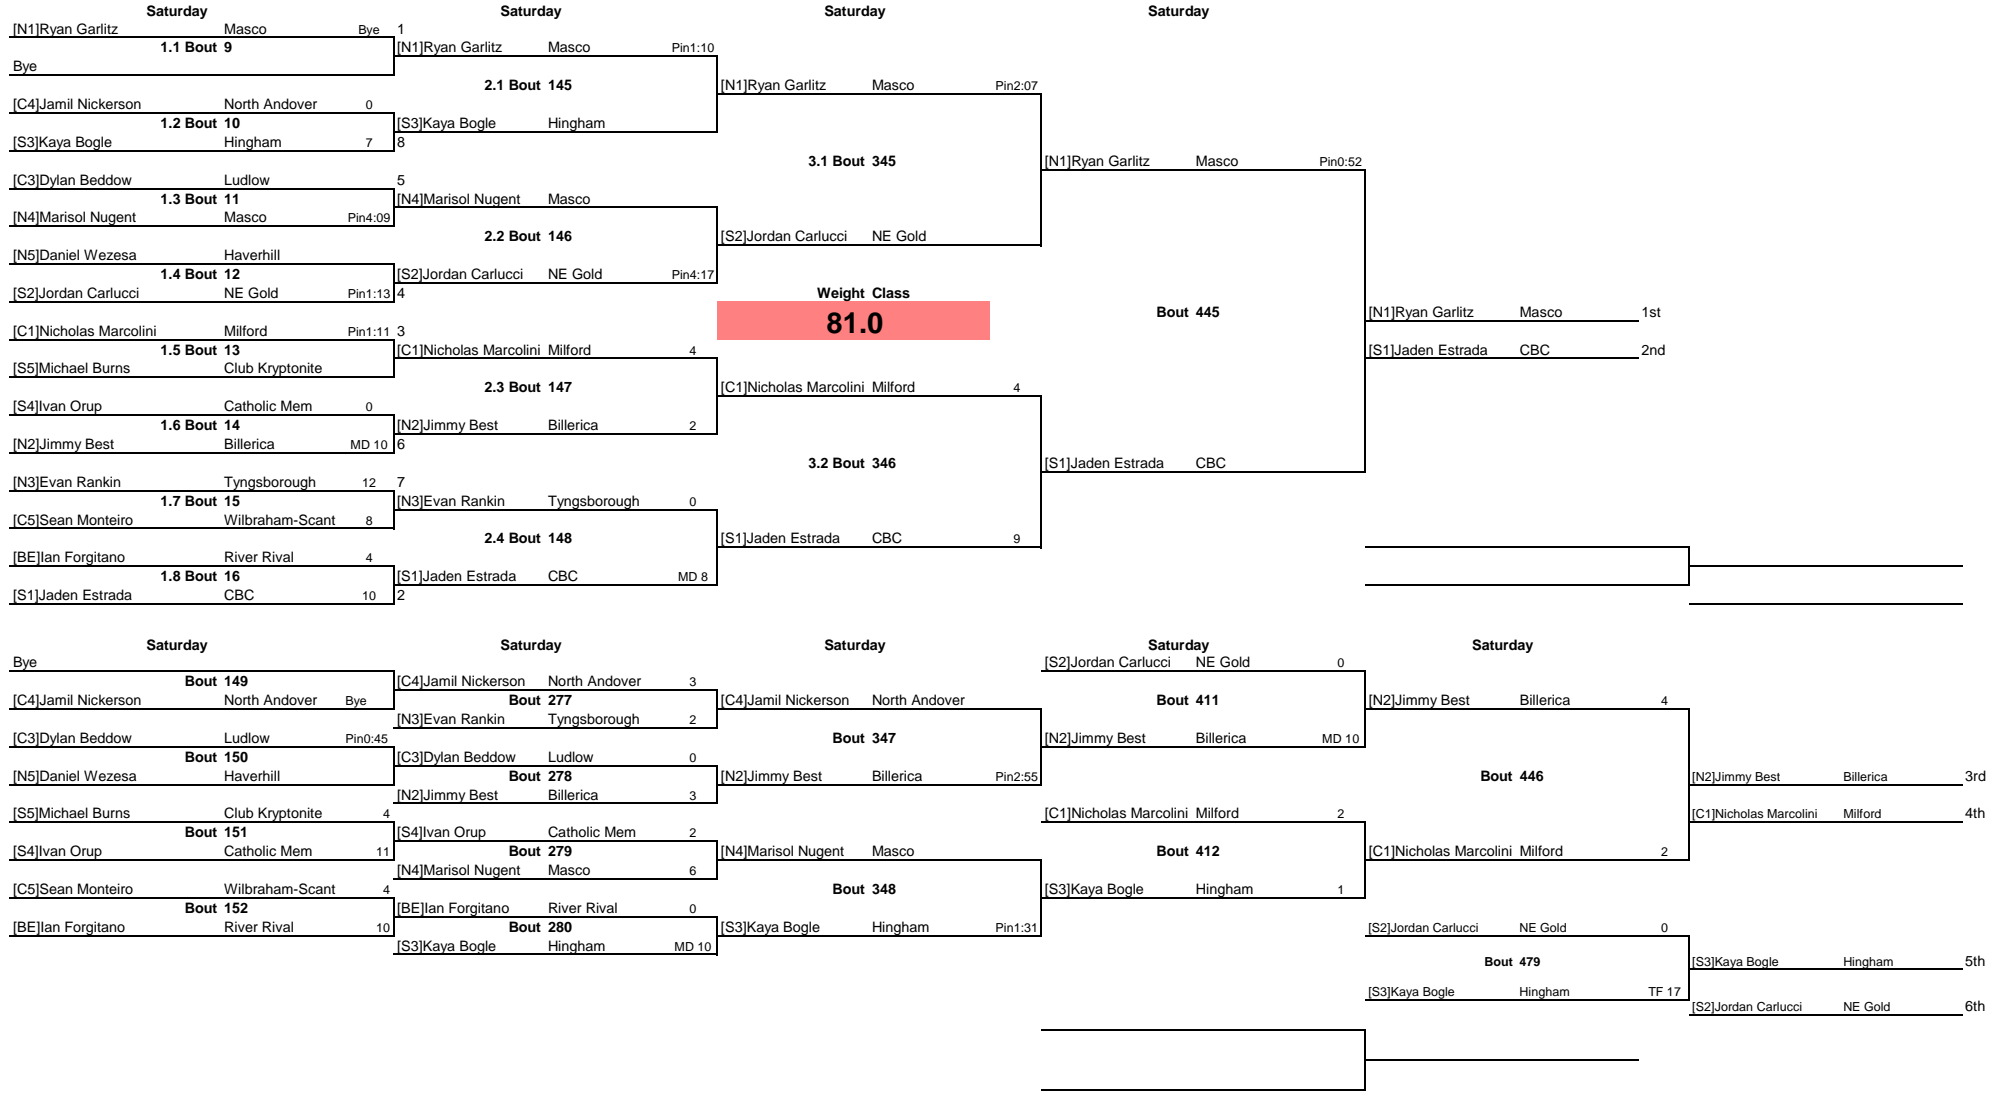 Saturday Saturday Saturday Saturday
[N1]Ryan Garlitz Masco Bye 1
1.1 Bout 9 [N1]Ryan Garlitz Masco Pin1:10
Bye
2.1 Bout 145 [N1]Ryan Garlitz Masco Pin2:07
[C4]Jamil Nickerson North Andover 0
1.2 Bout 10 [S3]Kaya Bogle Hingham
[S3]Kaya Bogle Hingham 7 8
3.1 Bout 345 [N1]Ryan Garlitz Masco Pin0:52
[C3]Dylan Beddow Ludlow 5
1.3 Bout 11 [N4]Marisol Nugent Masco
[N4]Marisol Nugent Masco Pin4:09
2.2 Bout 146 [S2]Jordan Carlucci NE Gold
[N5]Daniel Wezesa Haverhill
1.4 Bout 12 [S2]Jordan Carlucci NE Gold Pin4:17
[S2]Jordan Carlucci NE Gold Pin1:13 4 Weight Class
81.0 Bout 445 [N1]Ryan Garlitz Masco 1st
[C1]Nicholas Marcolini Milford Pin1:11 3
1.5 Bout 13 [C1]Nicholas Marcolini Milford 4 [S1]Jaden Estrada CBC 2nd
[S5]Michael Burns Club Kryptonite
2.3 Bout 147 [C1]Nicholas Marcolini Milford 4
[S4]Ivan Orup Catholic Mem 0
1.6 Bout 14 [N2]Jimmy Best Billerica 2
[N2]Jimmy Best Billerica MD 10 6
3.2 Bout 346 [S1]Jaden Estrada CBC
[N3]Evan Rankin Tyngsborough 12 7
1.7 Bout 15 [N3]Evan Rankin Tyngsborough 0
[C5]Sean Monteiro Wilbraham-Scant 8
2.4 Bout 148 [S1]Jaden Estrada CBC 9
[BE]Ian Forgitano River Rival 4
1.8 Bout 16 [S1]Jaden Estrada CBC MD 8
[S1]Jaden Estrada CBC 10 2
Saturday Saturday Saturday Saturday Saturday
Bye [S2]Jordan Carlucci NE Gold 0
Bout 149 [C4]Jamil Nickerson North Andover 3
[C4]Jamil Nickerson North Andover Bye Bout 277 [C4]Jamil Nickerson North Andover Bout 411 [N2]Jimmy Best Billerica 4
[N3]Evan Rankin Tyngsborough 2
[C3]Dylan Beddow Ludlow Pin0:45 Bout 347 [N2]Jimmy Best Billerica MD 10
Bout 150 [C3]Dylan Beddow Ludlow 0
[N5]Daniel Wezesa Haverhill Bout 278 [N2]Jimmy Best Billerica Pin2:55 Bout 446 [N2]Jimmy Best Billerica 3rd
[N2]Jimmy Best Billerica 3
[S5]Michael Burns Club Kryptonite 4 [C1]Nicholas Marcolini Milford 2 [C1]Nicholas Marcolini Milford 4th
Bout 151 [S4]Ivan Orup Catholic Mem 2
[S4]Ivan Orup Catholic Mem 11 Bout 279 [N4]Marisol Nugent Masco Bout 412 [C1]Nicholas Marcolini Milford 2
[N4]Marisol Nugent Masco 6
[C5]Sean Monteiro Wilbraham-Scant 4 Bout 348 [S3]Kaya Bogle Hingham 1
Bout 152 [BE]Ian Forgitano River Rival 0
[BE]Ian Forgitano River Rival 10 Bout 280 [S3]Kaya Bogle Hingham Pin1:31 [S2]Jordan Carlucci NE Gold 0
[S3]Kaya Bogle Hingham MD 10
Bout 479 [S3]Kaya Bogle Hingham 5th
[S3]Kaya Bogle Hingham TF 17
[S2]Jordan Carlucci NE Gold 6th